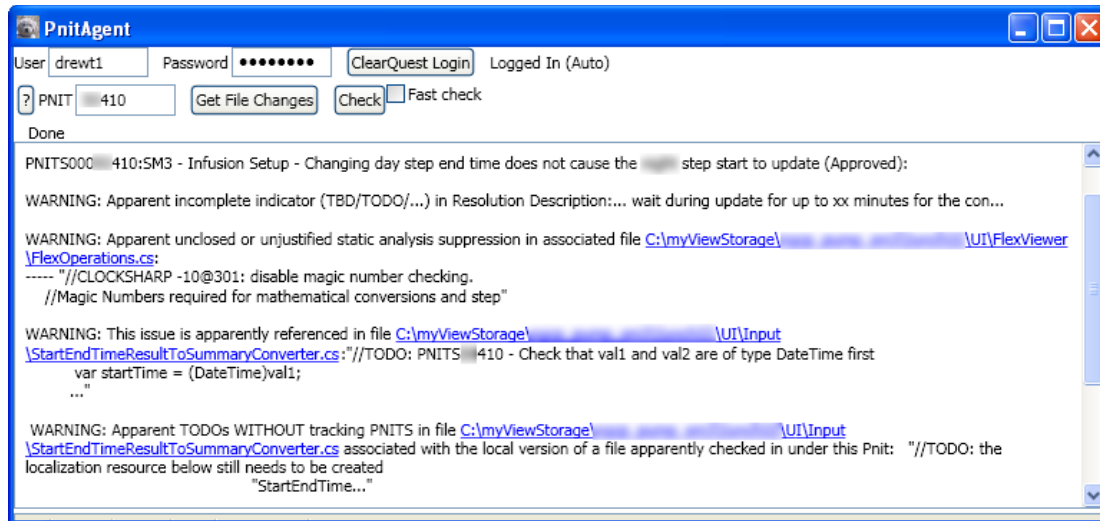 PnitAgent
User drewt1 Password •••••••• ClearQuest Login Logged In (Auto)
? PNIT 410 Get File Changes Check Fast check
Done
PNITS000 410:SM3 - Infusion Setup - Changing day step end time does not cause the step start to update (Approved):
WARNING: Apparent incomplete indicator (TBD/TODO/...) in Resolution Description:... wait during update for up to xx minutes for the con...
WARNING: Apparent unclosed or unjustified static analysis suppression in associated file C:\myViewStorage\ \UI\FlexViewer
\FlexOperations.cs:
----- "//CLOCKSHARP -10@301: disable magic number checking.
//Magic Numbers required for mathematical conversions and step"
WARNING: This issue is apparently referenced in file C:\myViewStorage\ \UI\Input
\StartEndTimeResultToSummaryConverter.cs:"//TODO: PNITS 410 - Check that val1 and val2 are of type DateTime first
var startTime = (DateTime)val1;
..."
WARNING: Apparent TODOs WITHOUT tracking PNITS in file C:\myViewStorage\ \UI\Input
\StartEndTimeResultToSummaryConverter.cs associated with the local version of a file apparently checked in under this Pnit: "//TODO: the
localization resource below still needs to be created
"StartEndTime..."